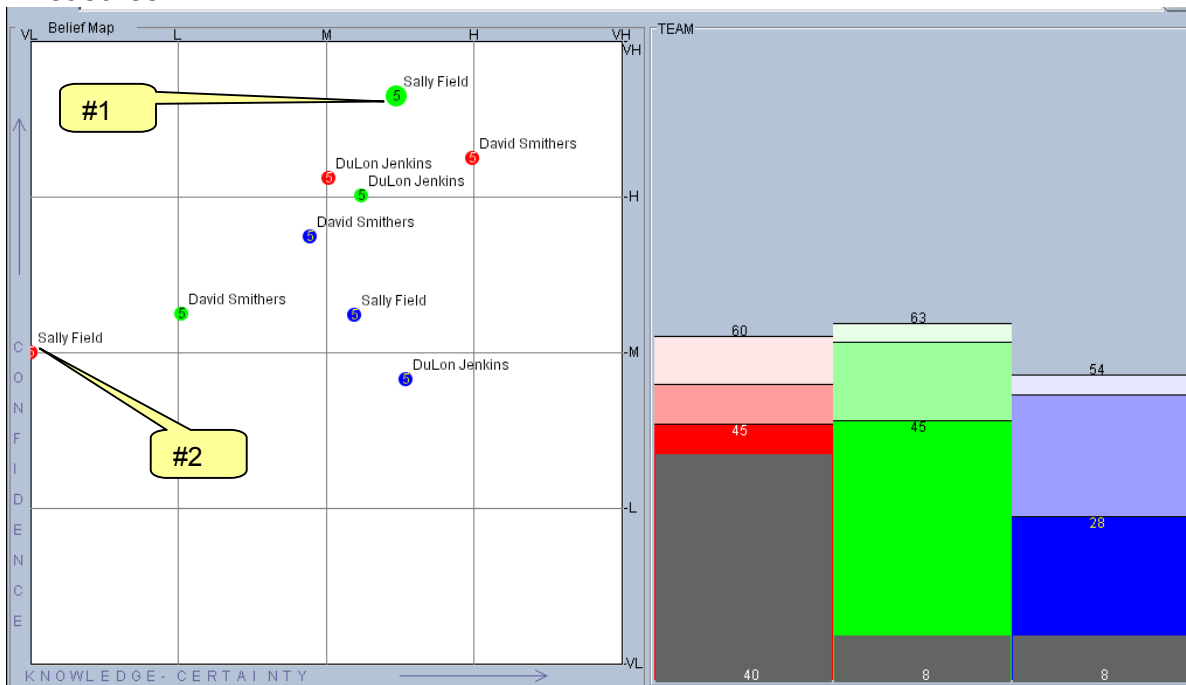 Belief Map
TEAM
VL
L
M
H
VH
VH
Sally Field
5
#1
David Smithers
5
DuLon Jenkins
5
DuLon Jenkins
5
H
David Smithers
5
David Smithers
5
Sally Field
5
Sally Field
5
M
DuLon Jenkins
5
#2
L
VL
CONFIDENCE
KNOWLEDGE- CERTAINTY
60
63
54
45
45
28
40
8
8